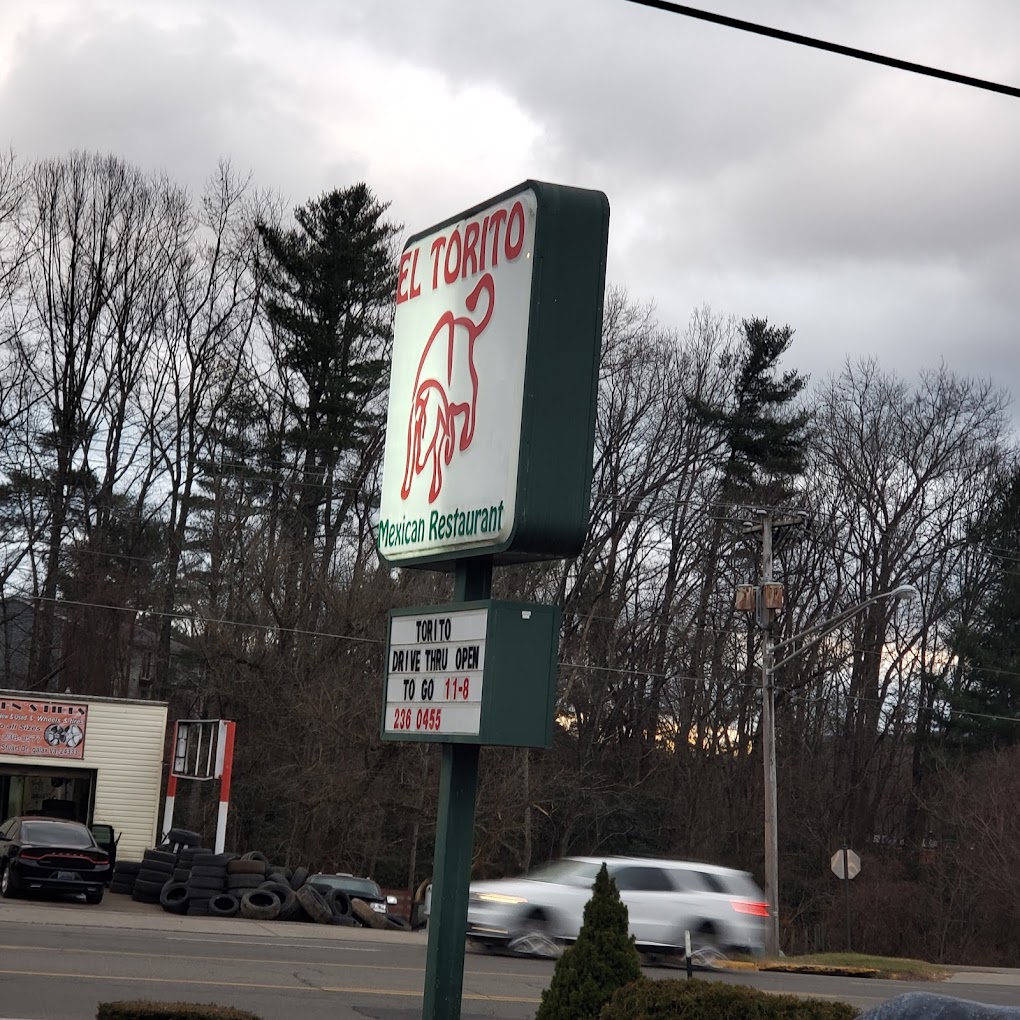 EL TORITO
Mexican Restaurant
TORITO
DRIVE THRU OPEN
TO GO 11-8
236 0455